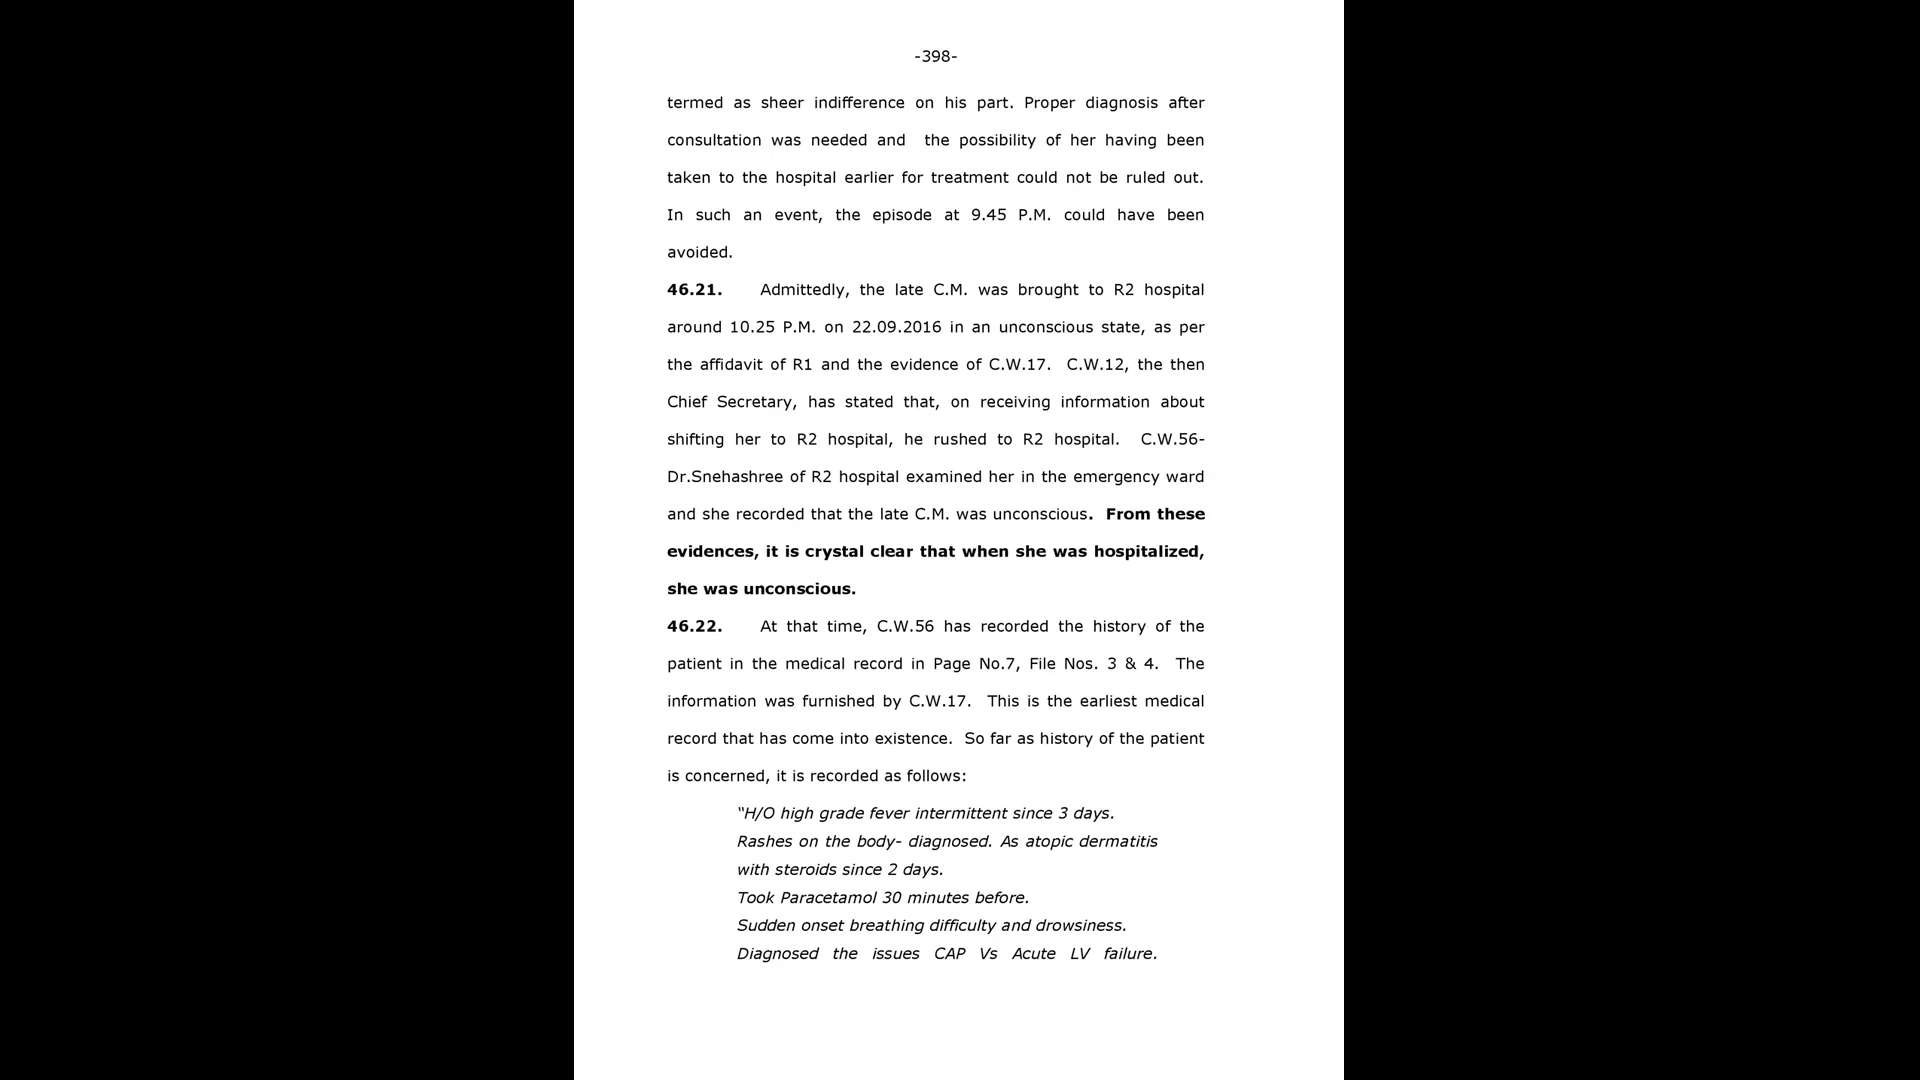 -398-
termed as sheer indifference on his part. Proper diagnosis after
consultation was needed and the possibility of her having been
taken to the hospital earlier for treatment could not be ruled out.
In such an event, the episode at 9.45 P.M. could have been
avoided.
46.21. Admittedly, the late C.M. was brought to R2 hospital
around 10.25 P.M. on 22.09.2016 in an unconscious state, as per
the affidavit of R1 and the evidence of C.W.17. C.W.12, the then
Chief Secretary, has stated that, on receiving information about
shifting her to R2 hospital, he rushed to R2 hospital. C.W.56-
Dr.Snehashree of R2 hospital examined her in the emergency ward
and she recorded that the late C.M. was unconscious. From these
evidences, it is crystal clear that when she was hospitalized,
she was unconscious.
46.22. At that time, C.W.56 has recorded the history of the
patient in the medical record in Page No.7, File Nos. 3 & 4. The
information was furnished by C.W.17. This is the earliest medical
record that has come into existence. So far as history of the patient
is concerned, it is recorded as follows:
“H/O high grade fever intermittent since 3 days.
Rashes on the body- diagnosed. As atopic dermatitis
with steroids since 2 days.
Took Paracetamol 30 minutes before.
Sudden onset breathing difficulty and drowsiness.
Diagnosed the issues CAP Vs Acute LV failure.